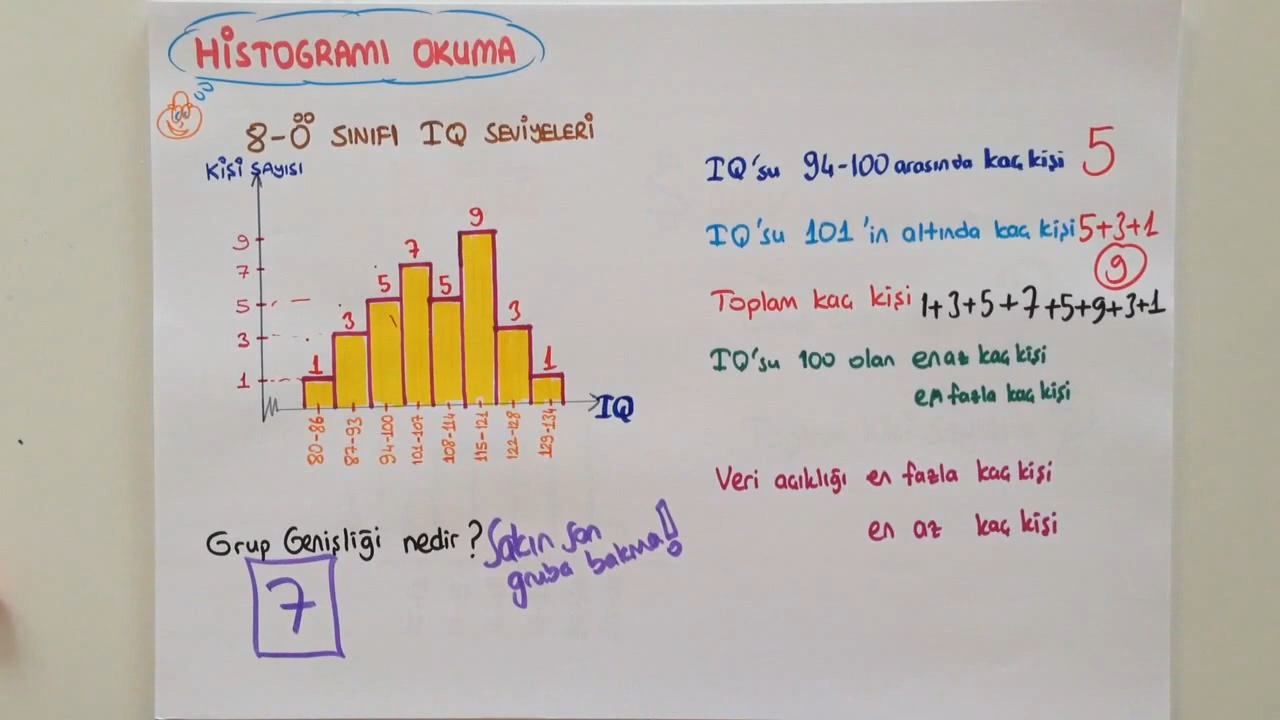 HİSTOGRAMI OKUMA
8-Ö SINIFI IQ SEVİYELERİ
KİŞİ SAYISI
9
7
5
3
1
1
3
5
7
5
9
3
1
80-86
87-93
94-100
101-107
108-114
115-121
122-128
129-134
IQ
Grup Genişliği nedir? Sakın son
gruba bakma!
7
IQ'su 94-100 arasında kaç kişi 5
IQ'su 101'in altında kaç kişi 5+3+1
9
Toplam kaç kişi 1+3+5+7+5+9+3+1
IQ'su 100 olan en az kaç kişi
en fazla kaç kişi
Veri açıklığı en fazla kaç kişi
en az kaç kişi